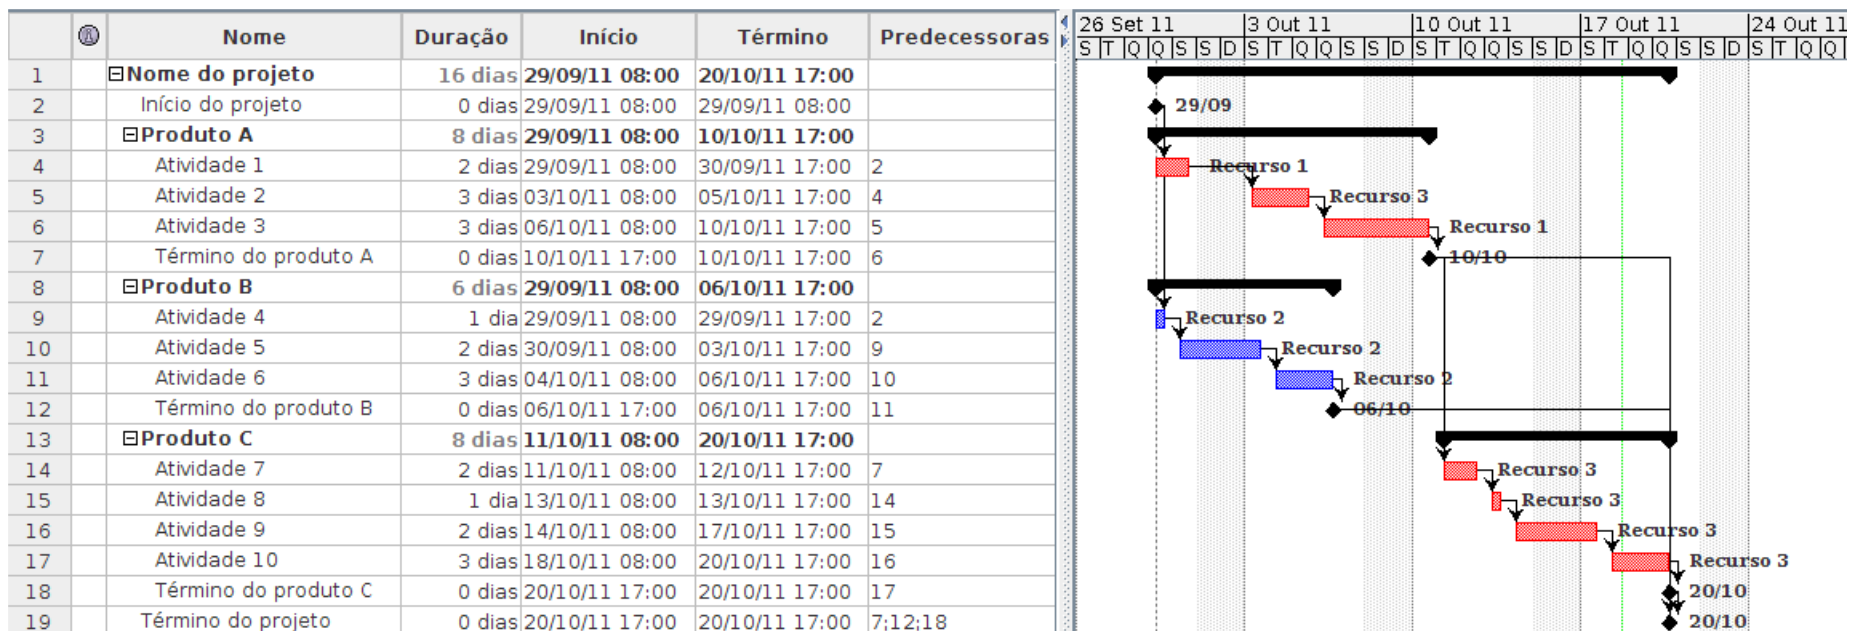 Nome Duração Início Término Predecessoras
26 Set 11 3 Out 11 10 Out 11 17 Out 11 24 Out 11
S T Q Q S S D S T Q Q S S D S T Q Q S S D S T Q Q S S D S T Q Q
1 Nome do projeto 16 dias 29/09/11 08:00 20/10/11 17:00
2 Início do projeto 0 dias 29/09/11 08:00 29/09/11 08:00 29/09
3 Produto A 8 dias 29/09/11 08:00 10/10/11 17:00
4 Atividade 1 2 dias 29/09/11 08:00 30/09/11 17:00 2 Recurso 1
5 Atividade 2 3 dias 03/10/11 08:00 05/10/11 17:00 4 Recurso 3
6 Atividade 3 3 dias 06/10/11 08:00 10/10/11 17:00 5 Recurso 1
7 Término do produto A 0 dias 10/10/11 17:00 10/10/11 17:00 6 10/10
8 Produto B 6 dias 29/09/11 08:00 06/10/11 17:00
9 Atividade 4 1 dia 29/09/11 08:00 29/09/11 17:00 2 Recurso 2
10 Atividade 5 2 dias 30/09/11 08:00 03/10/11 17:00 9 Recurso 2
11 Atividade 6 3 dias 04/10/11 08:00 06/10/11 17:00 10 Recurso 2
12 Término do produto B 0 dias 06/10/11 17:00 06/10/11 17:00 11 06/10
13 Produto C 8 dias 11/10/11 08:00 20/10/11 17:00
14 Atividade 7 2 dias 11/10/11 08:00 12/10/11 17:00 7 Recurso 3
15 Atividade 8 1 dia 13/10/11 08:00 13/10/11 17:00 14 Recurso 3
16 Atividade 9 2 dias 14/10/11 08:00 17/10/11 17:00 15 Recurso 3
17 Atividade 10 3 dias 18/10/11 08:00 20/10/11 17:00 16 Recurso 3
18 Término do produto C 0 dias 20/10/11 17:00 20/10/11 17:00 17 20/10
19 Término do projeto 0 dias 20/10/11 17:00 20/10/11 17:00 7;12;18 20/10